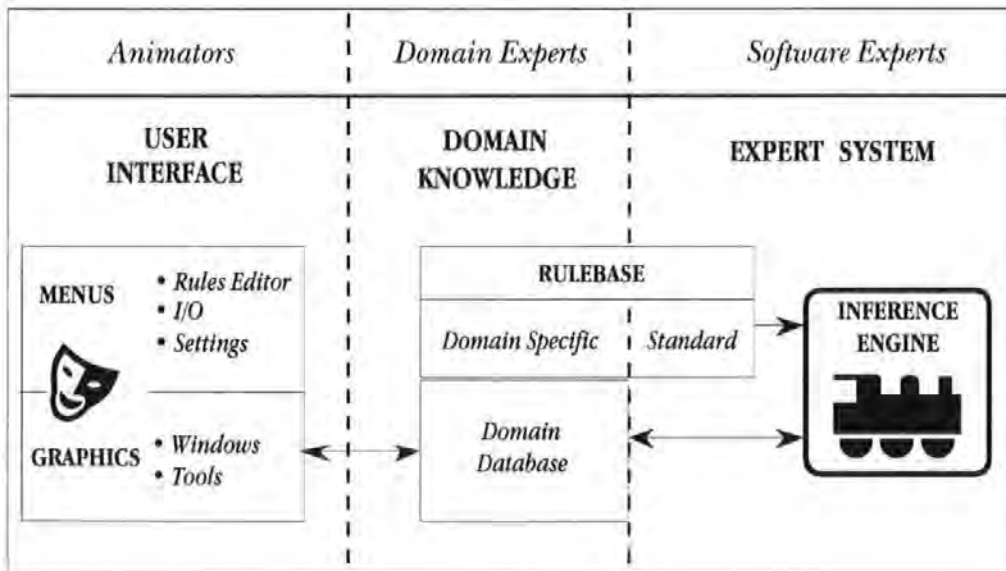 Animators
Domain Experts
Software Experts
USER
INTERFACE
DOMAIN
KNOWLEDGE
EXPERT SYSTEM
MENUS
• Rules Editor
• I/O
• Settings
GRAPHICS
• Windows
• Tools
RULEBASE
Domain Specific
Standard
Domain
Database
INFERENCE
ENGINE